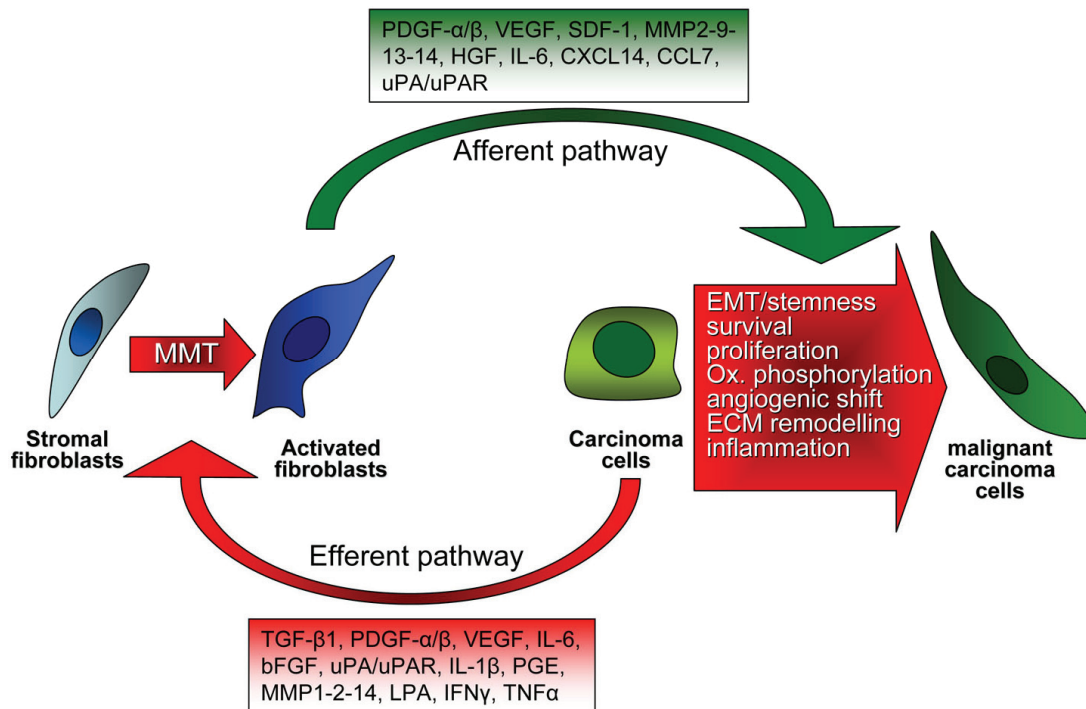 PDGF-α/β, VEGF, SDF-1, MMP2-9-
13-14, HGF, IL-6, CXCL14, CCL7,
uPA/uPAR
Afferent pathway
MMT
Stromal
fibroblasts
Activated
fibroblasts
Carcinoma
cells
EMT/stemness
survival
proliferation
Ox. phosphorylation
angiogenic shift
ECM remodelling
inflammation
malignant
carcinoma
cells
Efferent pathway
TGF-β1, PDGF-α/β, VEGF, IL-6,
bFGF, uPA/uPAR, IL-1β, PGE,
MMP1-2-14, LPA, IFNγ, TNFα